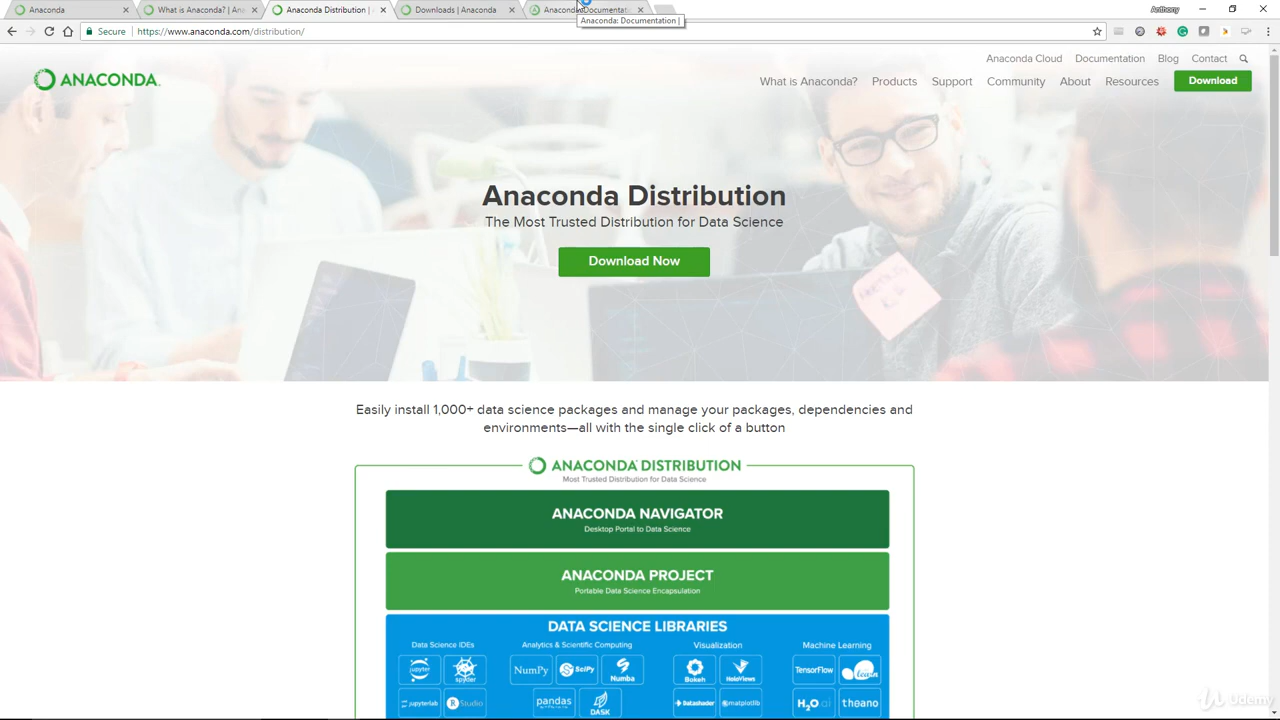 Anaconda
What is Anaconda? | An
Anaconda Distribution |
Downloads | Anaconda
Anaconda: Documentat
Anthony
Anaconda: Documentation |
Secure
https://www.anaconda.com/distribution/
Anaconda Cloud
Documentation
Blog
Contact
ANACONDA
What is Anaconda?
Products
Support
Community
About
Resources
Download
Anaconda Distribution
The Most Trusted Distribution for Data Science
Download Now
Easily install 1,000+ data science packages and manage your packages, dependencies and
environments—all with the single click of a button
ANACONDA DISTRIBUTION
Most Trusted Distribution for Data Science
ANACONDA NAVIGATOR
Desktop Portal to Data Science
ANACONDA PROJECT
Portable Data Science Encapsulation
DATA SCIENCE LIBRARIES
Data Science IDEs
Analytics & Scientific Computing
Visualization
Machine Learning
jupyter
spyder
NumPy
SciPy
Numba
Bokeh
HoloViews
TensorFlow
learn
jupyterlab
R Studio
pandas
DASK
Datashader
matplotlib
H2O.ai
theano
Udemy